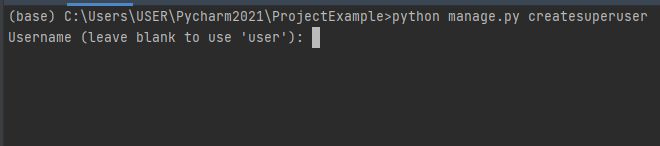 (base) C:\Users\USER\Pycharm2021\ProjectExample>python manage.py createsuperuser
Username (leave blank to use 'user'):